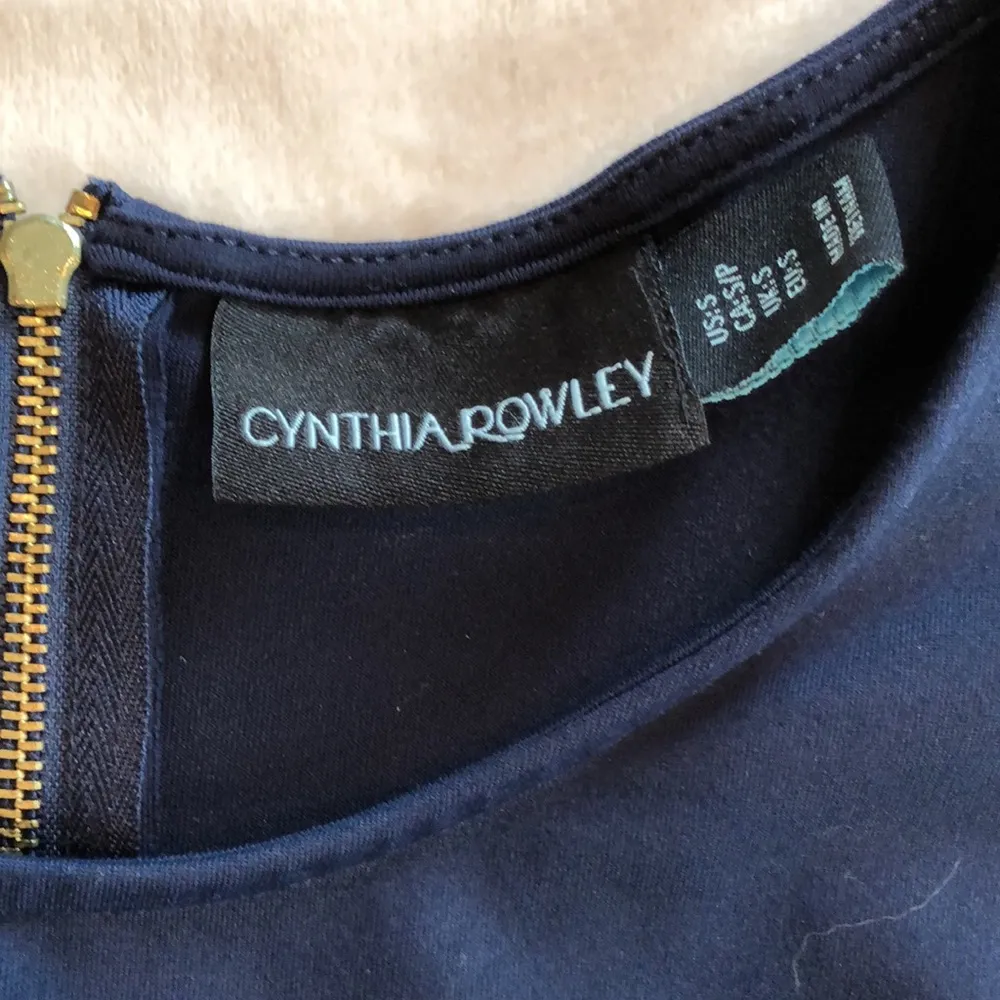 CYNTHIA ROWLEY
US:S
CA:S/P
UK:S
EU:S
MADE IN